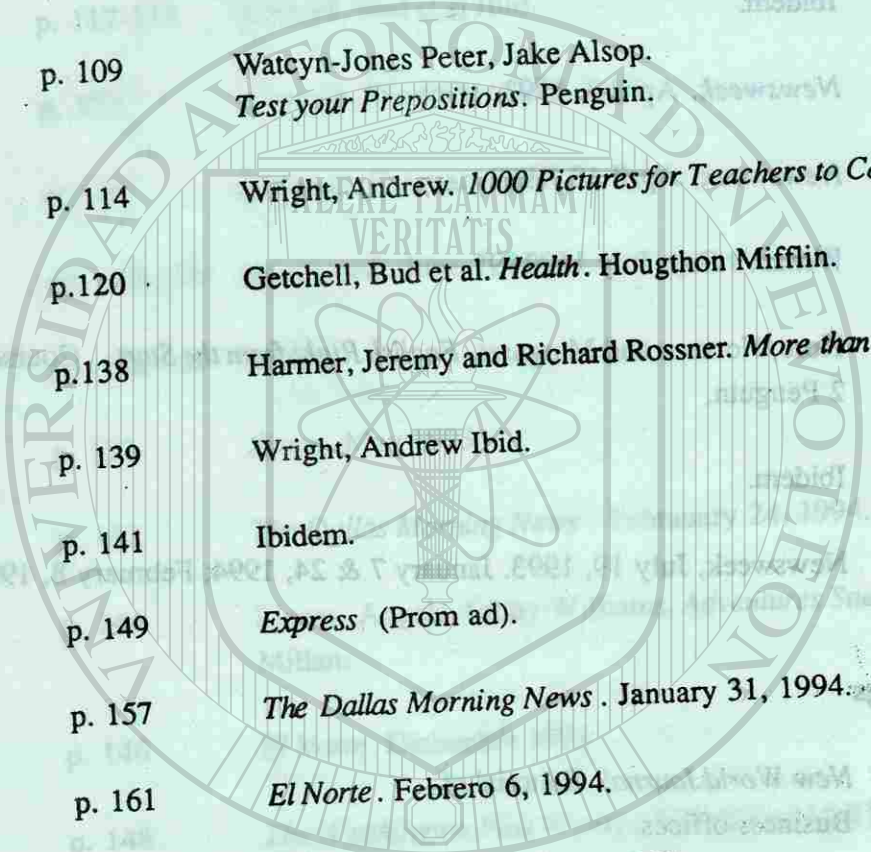 p. 109 Watcyn-Jones Peter, Jake Alsop.
Test your Prepositions. Penguin.
p. 114 Wright, Andrew. 1000 Pictures for Teachers to
p.120 Getchell, Bud et al. Health. Hougthon Mifflin.
p.138 Harmer, Jeremy and Richard Rossner. More than
p. 139 Wright, Andrew Ibid.
p. 141 Ibidem.
p. 149 Express (Prom ad).
p. 157 The Dallas Morning News. January 31, 1994.
p. 161 El Norte. Febrero 6, 1994.
ALERE FLAMMAM
VERITATIS